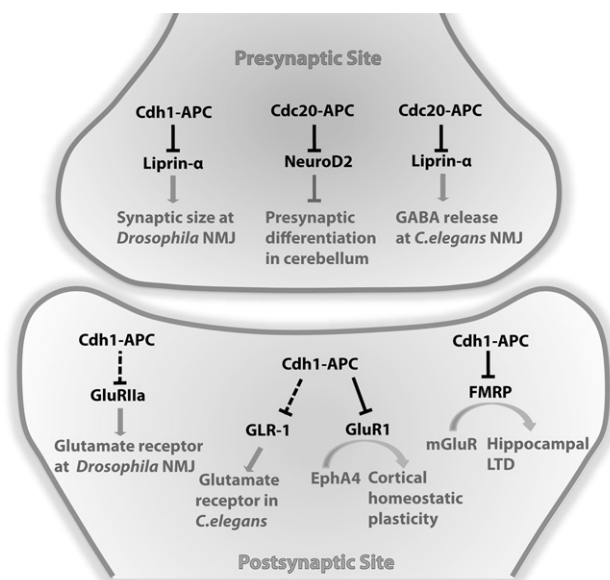 Presynaptic Site
Cdh1-APC
Liprin-α
Synaptic size at
Drosophila NMJ
Cdc20-APC
NeuroD2
Presynaptic
differentiation
in cerebellum
Cdc20-APC
Liprin-α
GABA release
at C.elegans NMJ
Cdh1-APC
GluRIIa
Glutamate receptor
at Drosophila NMJ
Cdh1-APC
GLR-1
Glutamate
receptor in
C.elegans
GluR1
EphA4
Cortical
homeostatic
plasticity
Cdh1-APC
FMRP
mGluR
Hippocampal
LTD
Postsynaptic Site